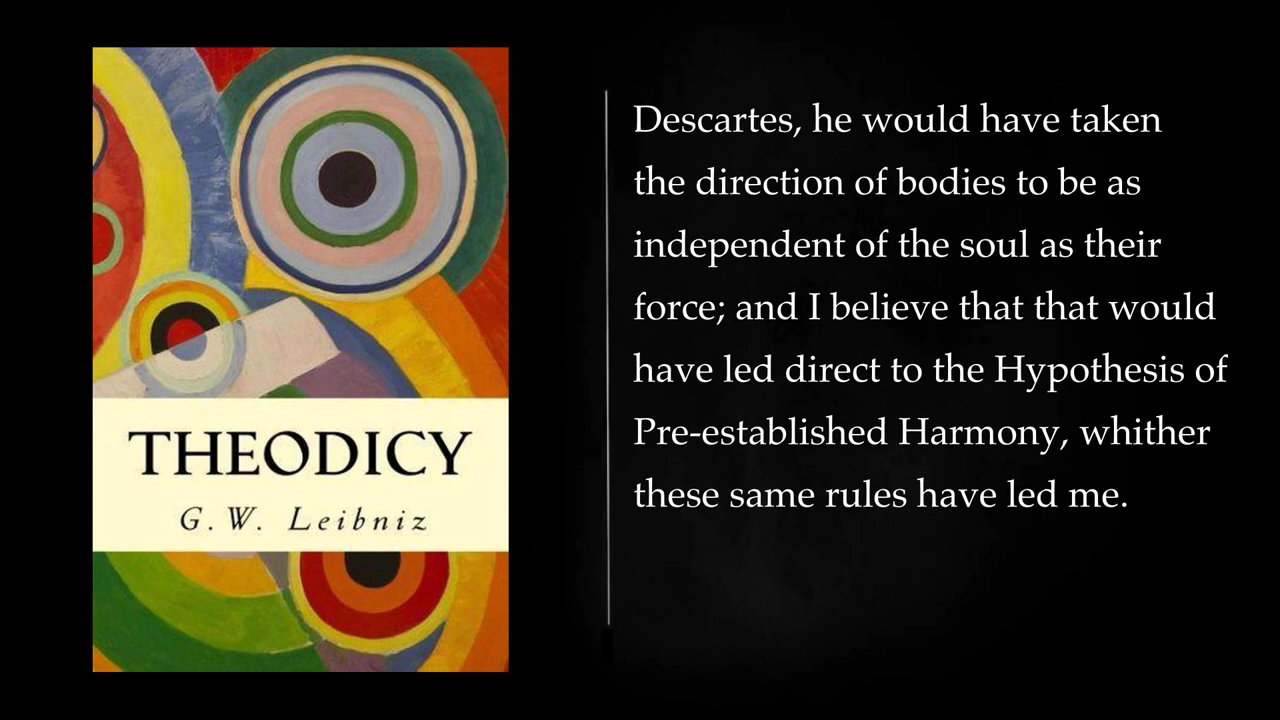 THEODICY
G.W. Leibniz
Descartes, he would have taken
the direction of bodies to be as
independent of the soul as their
force; and I believe that that would
have led direct to the Hypothesis of
Pre-established Harmony, whither
these same rules have led me.